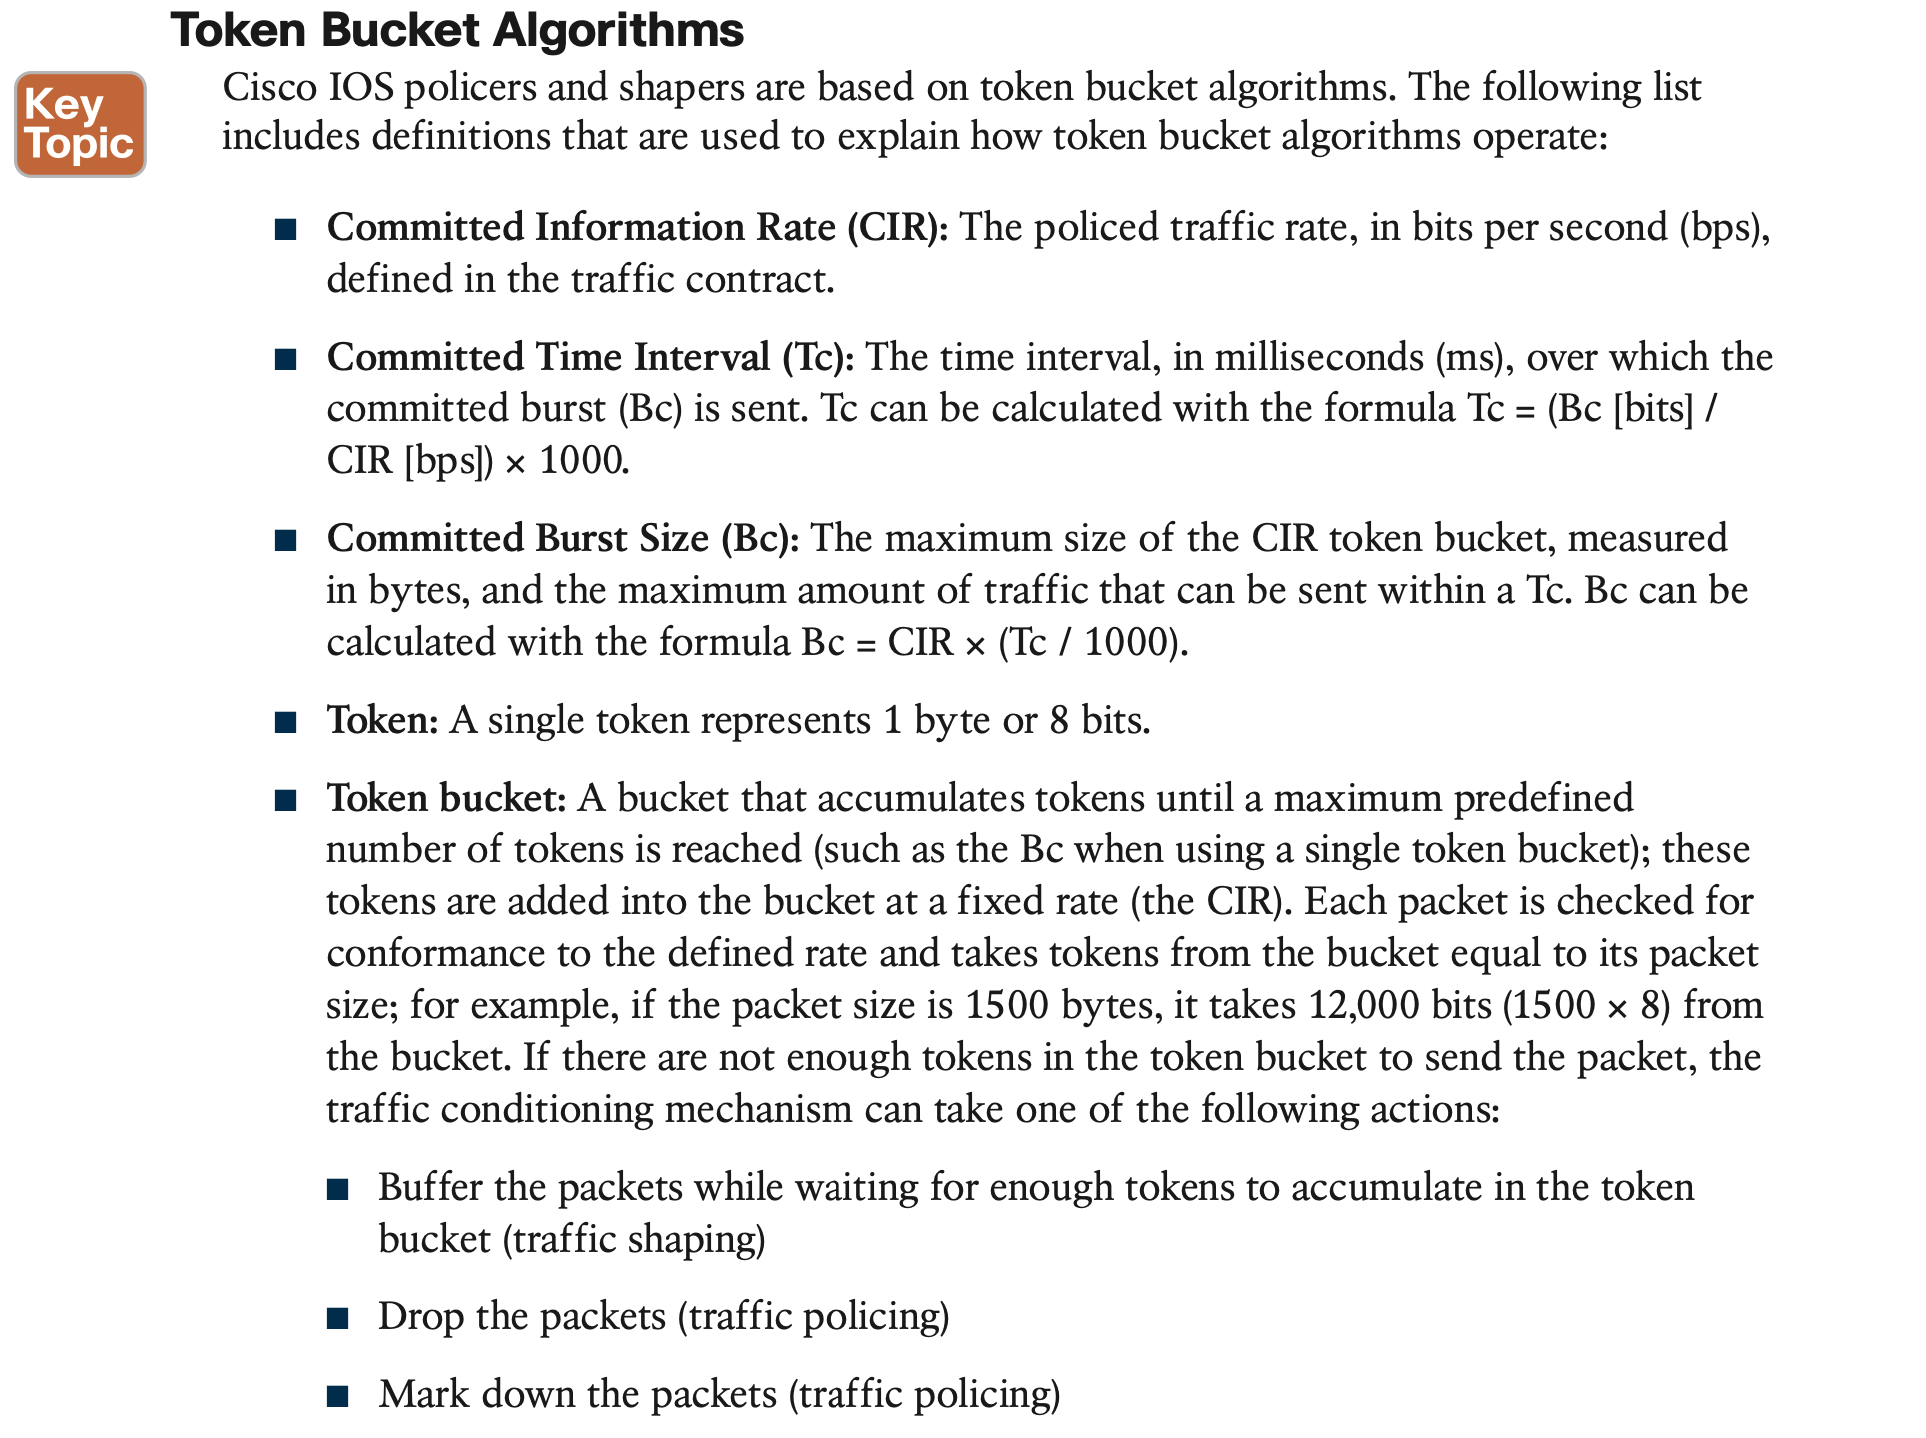 Token Bucket Algorithms
Key
Topic
Cisco IOS policers and shapers are based on token bucket algorithms. The following list
includes definitions that are used to explain how token bucket algorithms operate:
■ Committed Information Rate (CIR): The policed traffic rate, in bits per second (bps),
defined in the traffic contract.
■ Committed Time Interval (Tc): The time interval, in milliseconds (ms), over which the
committed burst (Bc) is sent. Tc can be calculated with the formula Tc = (Bc [bits] /
CIR [bps]) × 1000.
■ Committed Burst Size (Bc): The maximum size of the CIR token bucket, measured
in bytes, and the maximum amount of traffic that can be sent within a Tc. Bc can be
calculated with the formula Bc = CIR × (Tc / 1000).
■ Token: A single token represents 1 byte or 8 bits.
■ Token bucket: A bucket that accumulates tokens until a maximum predefined
number of tokens is reached (such as the Bc when using a single token bucket); these
tokens are added into the bucket at a fixed rate (the CIR). Each packet is checked for
conformance to the defined rate and takes tokens from the bucket equal to its packet
size; for example, if the packet size is 1500 bytes, it takes 12,000 bits (1500 × 8) from
the bucket. If there are not enough tokens in the token bucket to send the packet, the
traffic conditioning mechanism can take one of the following actions:
■ Buffer the packets while waiting for enough tokens to accumulate in the token
bucket (traffic shaping)
■ Drop the packets (traffic policing)
■ Mark down the packets (traffic policing)